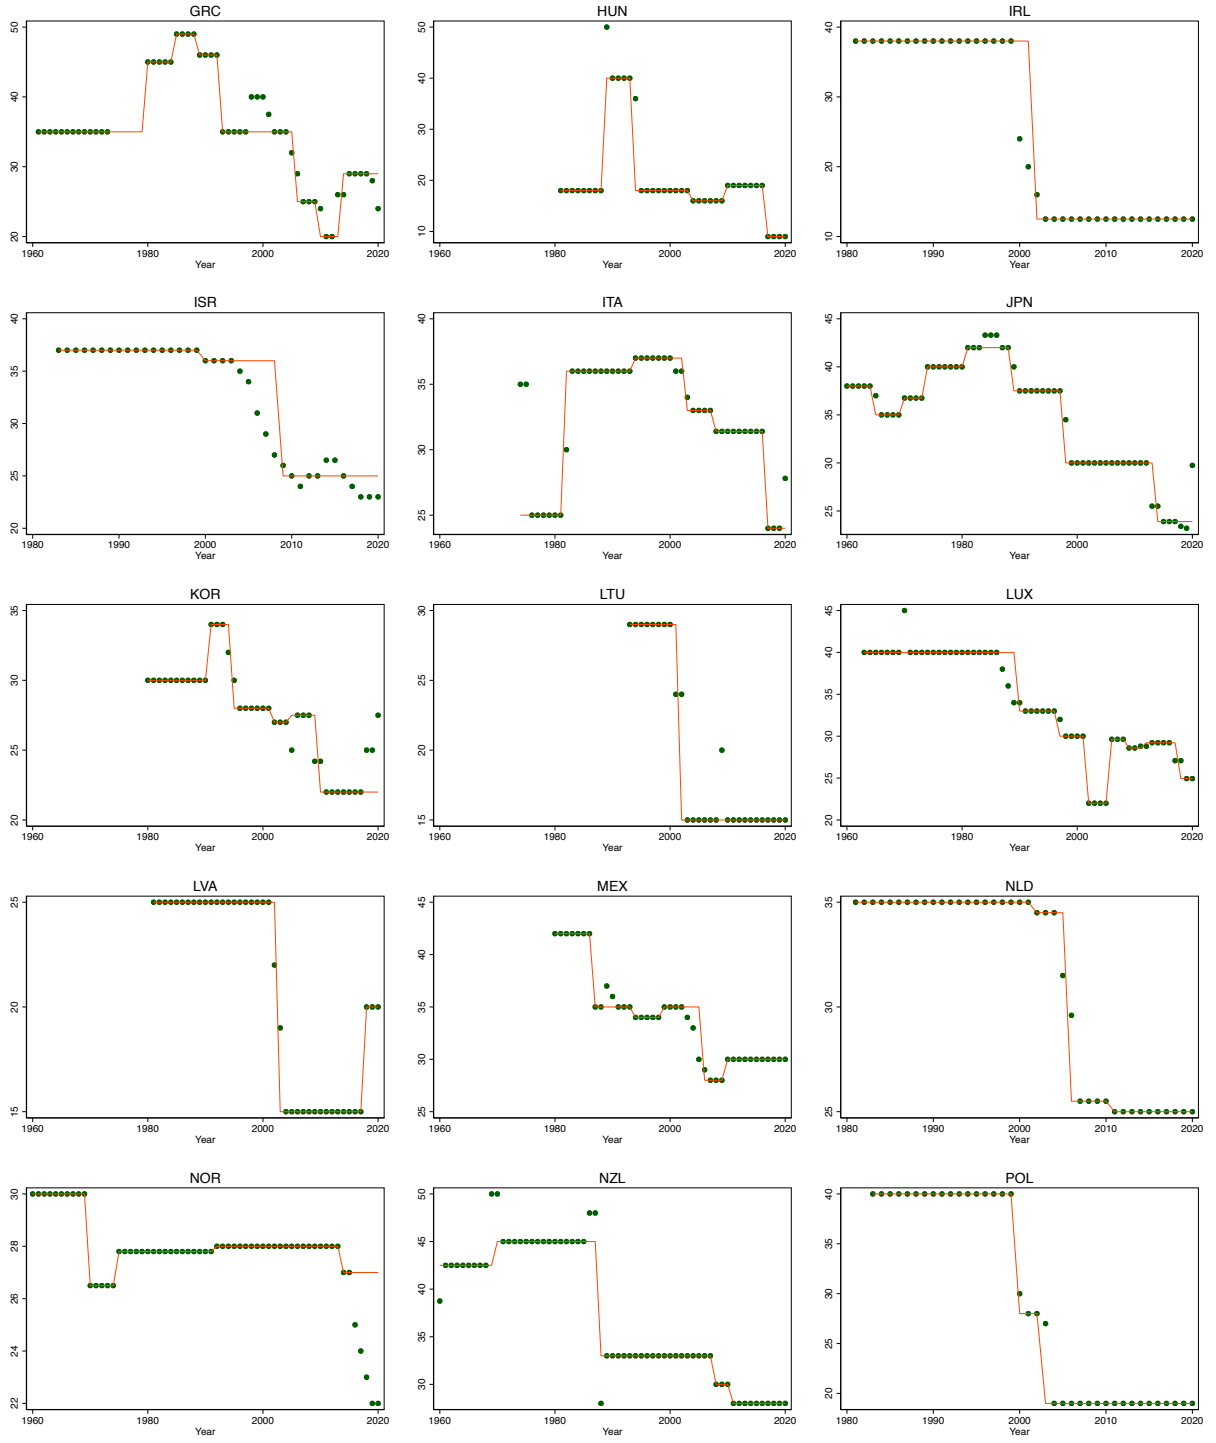 GRC
20 30 40 50
1960 1980 2000 2020
Year
HUN
10 20 30 40 50
1960 1980 2000 2020
Year
IRL
10 20 30 40
1980 1990 2000 2010 2020
Year
ISR
20 25 30 35 40
1980 1990 2000 2010 2020
Year
ITA
25 30 35 40
1960 1980 2000 2020
Year
JPN
25 30 35 40 45
1960 1980 2000 2020
Year
KOR
20 25 30 35
1960 1980 2000 2020
Year
LTU
15 20 25 30
1960 1980 2000 2020
Year
LUX
20 25 30 35 40 45
1960 1980 2000 2020
Year
LVA
15 20 25
1960 1980 2000 2020
Year
MEX
25 30 35 40 45
1960 1980 2000 2020
Year
NLD
25 30 35
1980 1990 2000 2010 2020
Year
NOR
22 24 26 28 30
1960 1980 2000 2020
Year
NZL
30 35 40 45 50
1960 1980 2000 2020
Year
POL
20 30 40
1980 1990 2000 2010 2020
Year